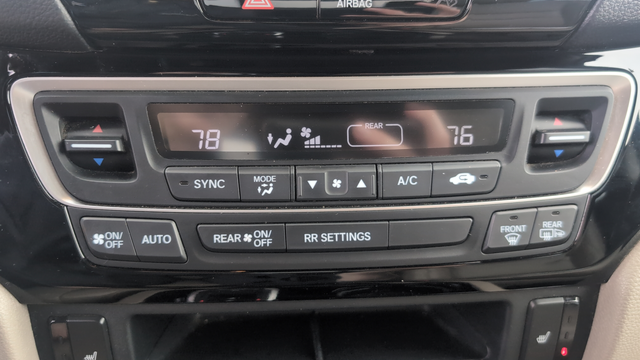 AIRBAG
78 REAR 76
SYNC MODE A/C
ON/OFF AUTO REAR ON/OFF RR SETTINGS FRONT REAR